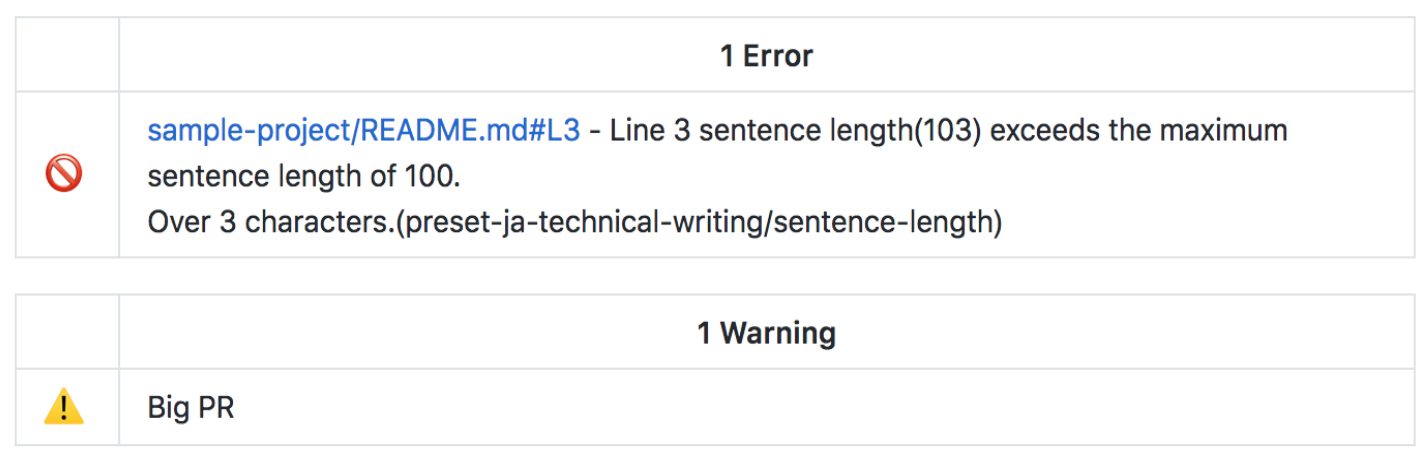 1 Error
sample-project/README.md#L3 - Line 3 sentence length(103) exceeds the maximum
sentence length of 100.
Over 3 characters.(preset-ja-technical-writing/sentence-length)
1 Warning
Big PR